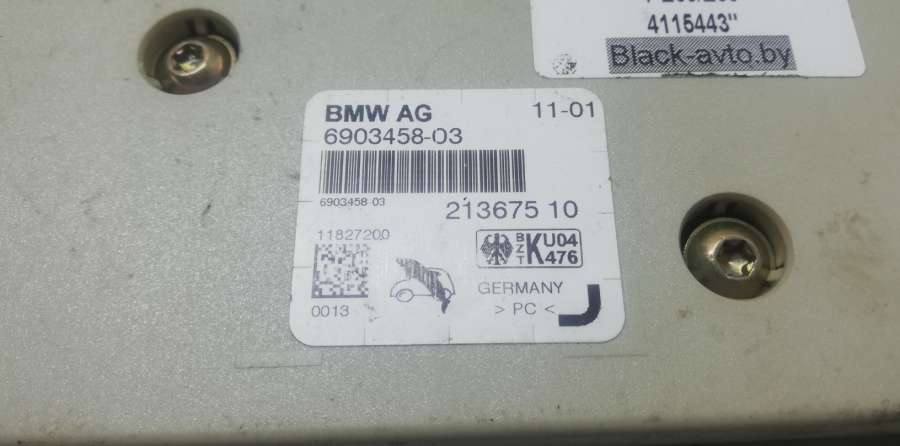 4115443"
Black-avto.by
BMW AG 11-01
6903458-03
6903458 03
213675 10
11827200
BZT K U04 476
0013
GERMANY
> PC <